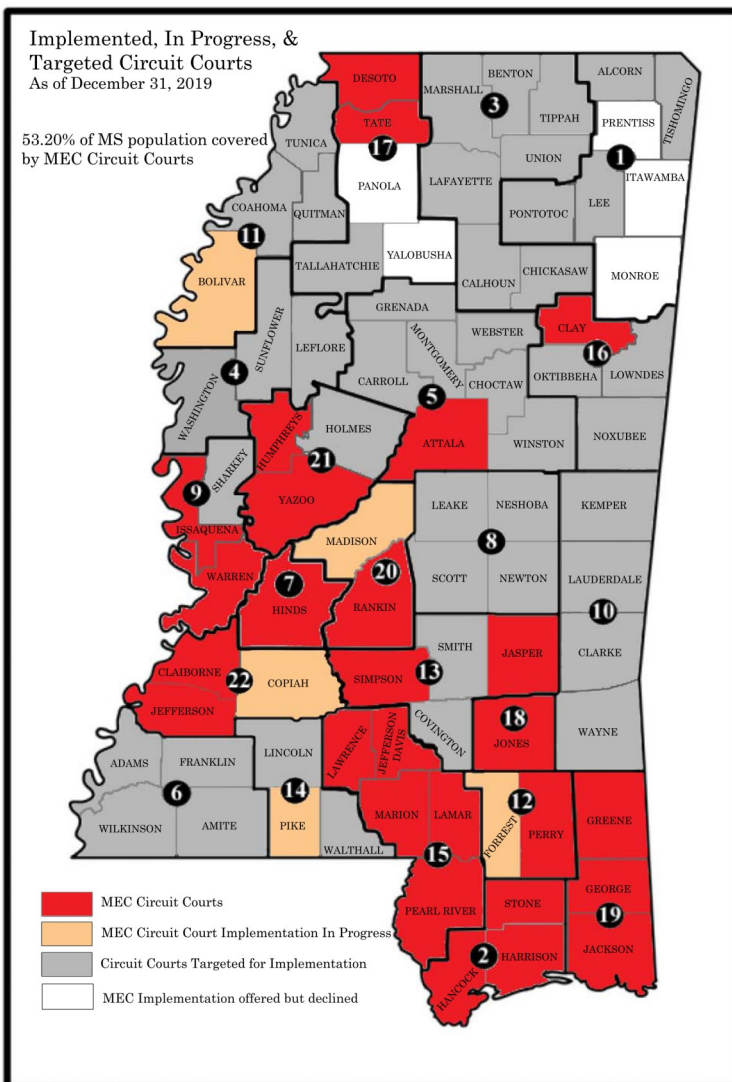 Implemented, In Progress, &
Targeted Circuit Courts
As of December 31, 2019
53.20% of MS population covered
by MEC Circuit Courts
DESOTO
MARSHALL
BENTON
ALCORN
TISHOMINGO
3
TATE
TIPPAH
PRENTISS
TUNICA
17
UNION
1
PANOLA
LAFAYETTE
ITAWAMBA
COAHOMA
QUITMAN
PONTOTOC
LEE
11
YALOBUSHA
TALLAHATCHIE
BOLIVAR
CALHOUN
CHICKASAW
MONROE
GRENADA
SUNFLOWER
LEFLORE
MONTGOMERY
WEBSTER
CLAY
16
WASHINGTON
4
CARROLL
CHOCTAW
OKTIBBEHA
LOWNDES
5
HUMPHREYS
HOLMES
ATTALA
WINSTON
NOXUBEE
21
SHARKEY
9
YAZOO
LEAKE
NESHOBA
KEMPER
ISSAQUENA
MADISON
8
WARREN
7
HINDS
20
RANKIN
SCOTT
NEWTON
LAUDERDALE
10
SMITH
JASPER
CLARKE
CLAIBORNE
22
COPIAH
SIMPSON
13
JEFFERSON
18
JONES
COVINGTON
WAYNE
LAWRENCE
JEFFERSON
DAVIS
ADAMS
FRANKLIN
LINCOLN
6
14
12
WILKINSON
AMITE
PIKE
WALTHALL
MARION
LAMAR
FORREST
PERRY
GREENE
15
PEARL RIVER
STONE
GEORGE
19
HANCOCK
2
HARRISON
JACKSON
MEC Circuit Courts
MEC Circuit Court Implementation In Progress
Circuit Courts Targeted for Implementation
MEC Implementation offered but declined